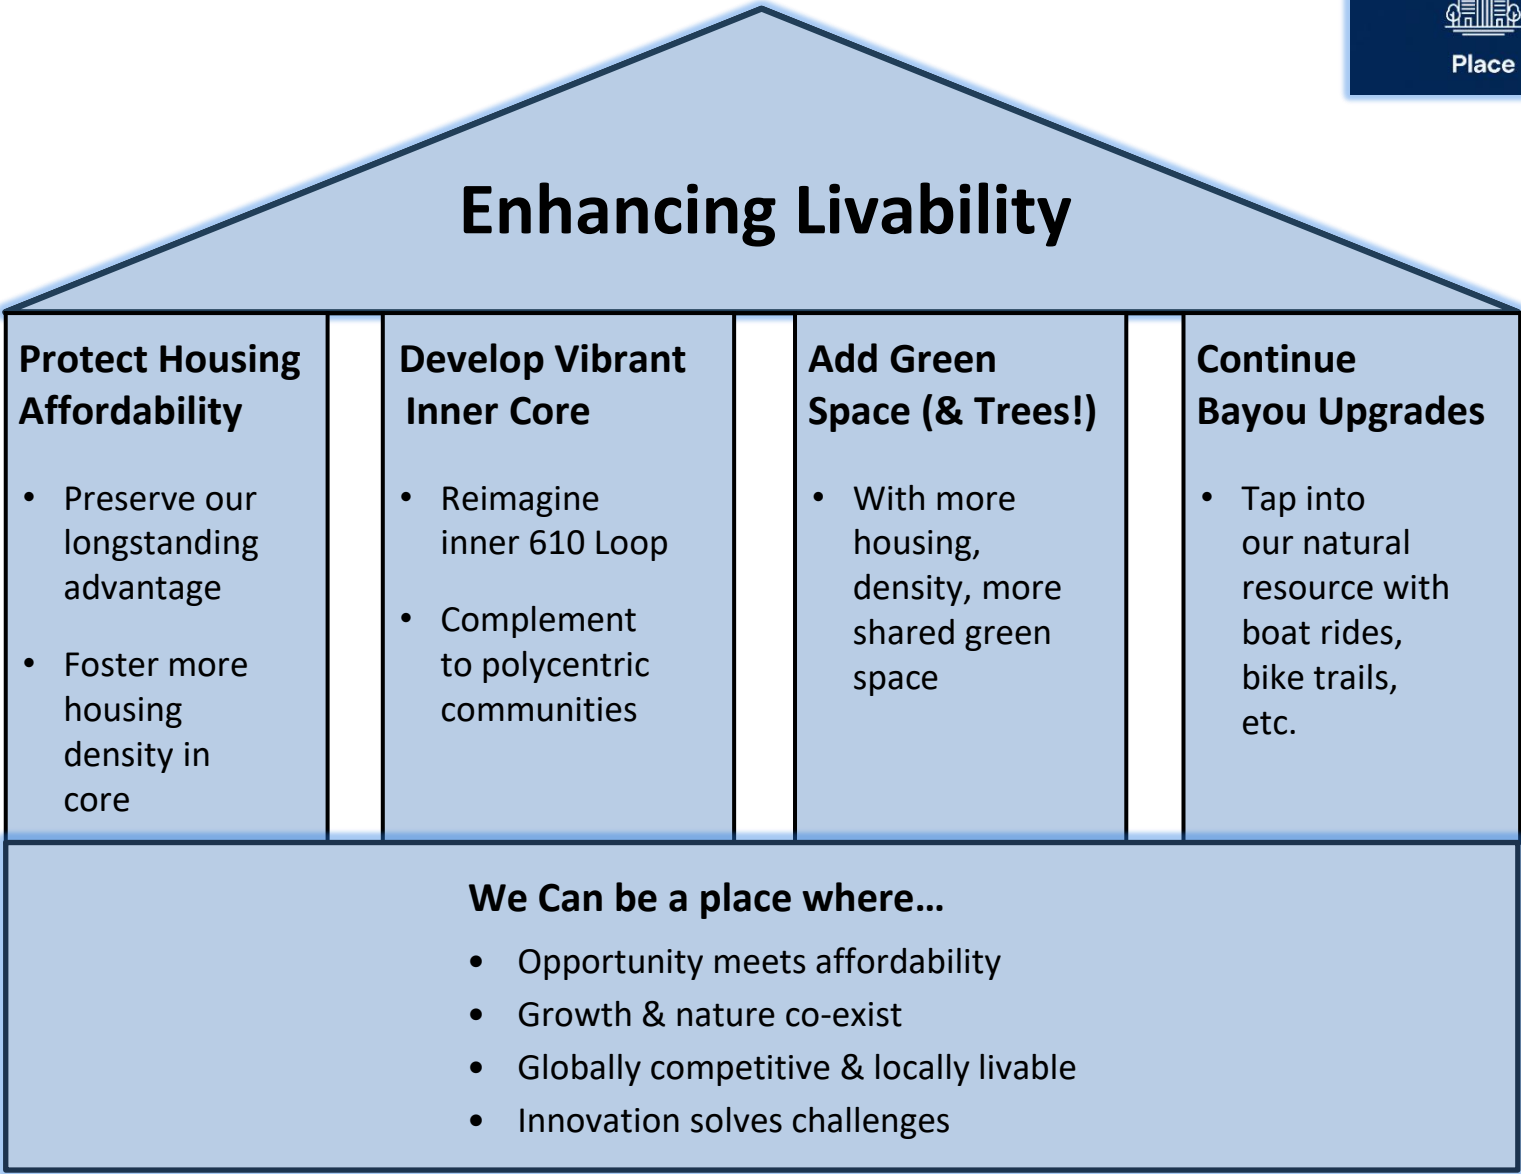 Place
Enhancing Livability
Protect Housing
Affordability
• Preserve our
longstanding
advantage
• Foster more
housing
density in
core
Develop Vibrant
Inner Core
• Reimagine
inner 610 Loop
• Complement
to polycentric
communities
Add Green
Space (& Trees!)
• With more
housing,
density, more
shared green
space
Continue
Bayou Upgrades
• Tap into
our natural
resource with
boat rides,
bike trails,
etc.
We Can be a place where…
• Opportunity meets affordability
• Growth & nature co-exist
• Globally competitive & locally livable
• Innovation solves challenges